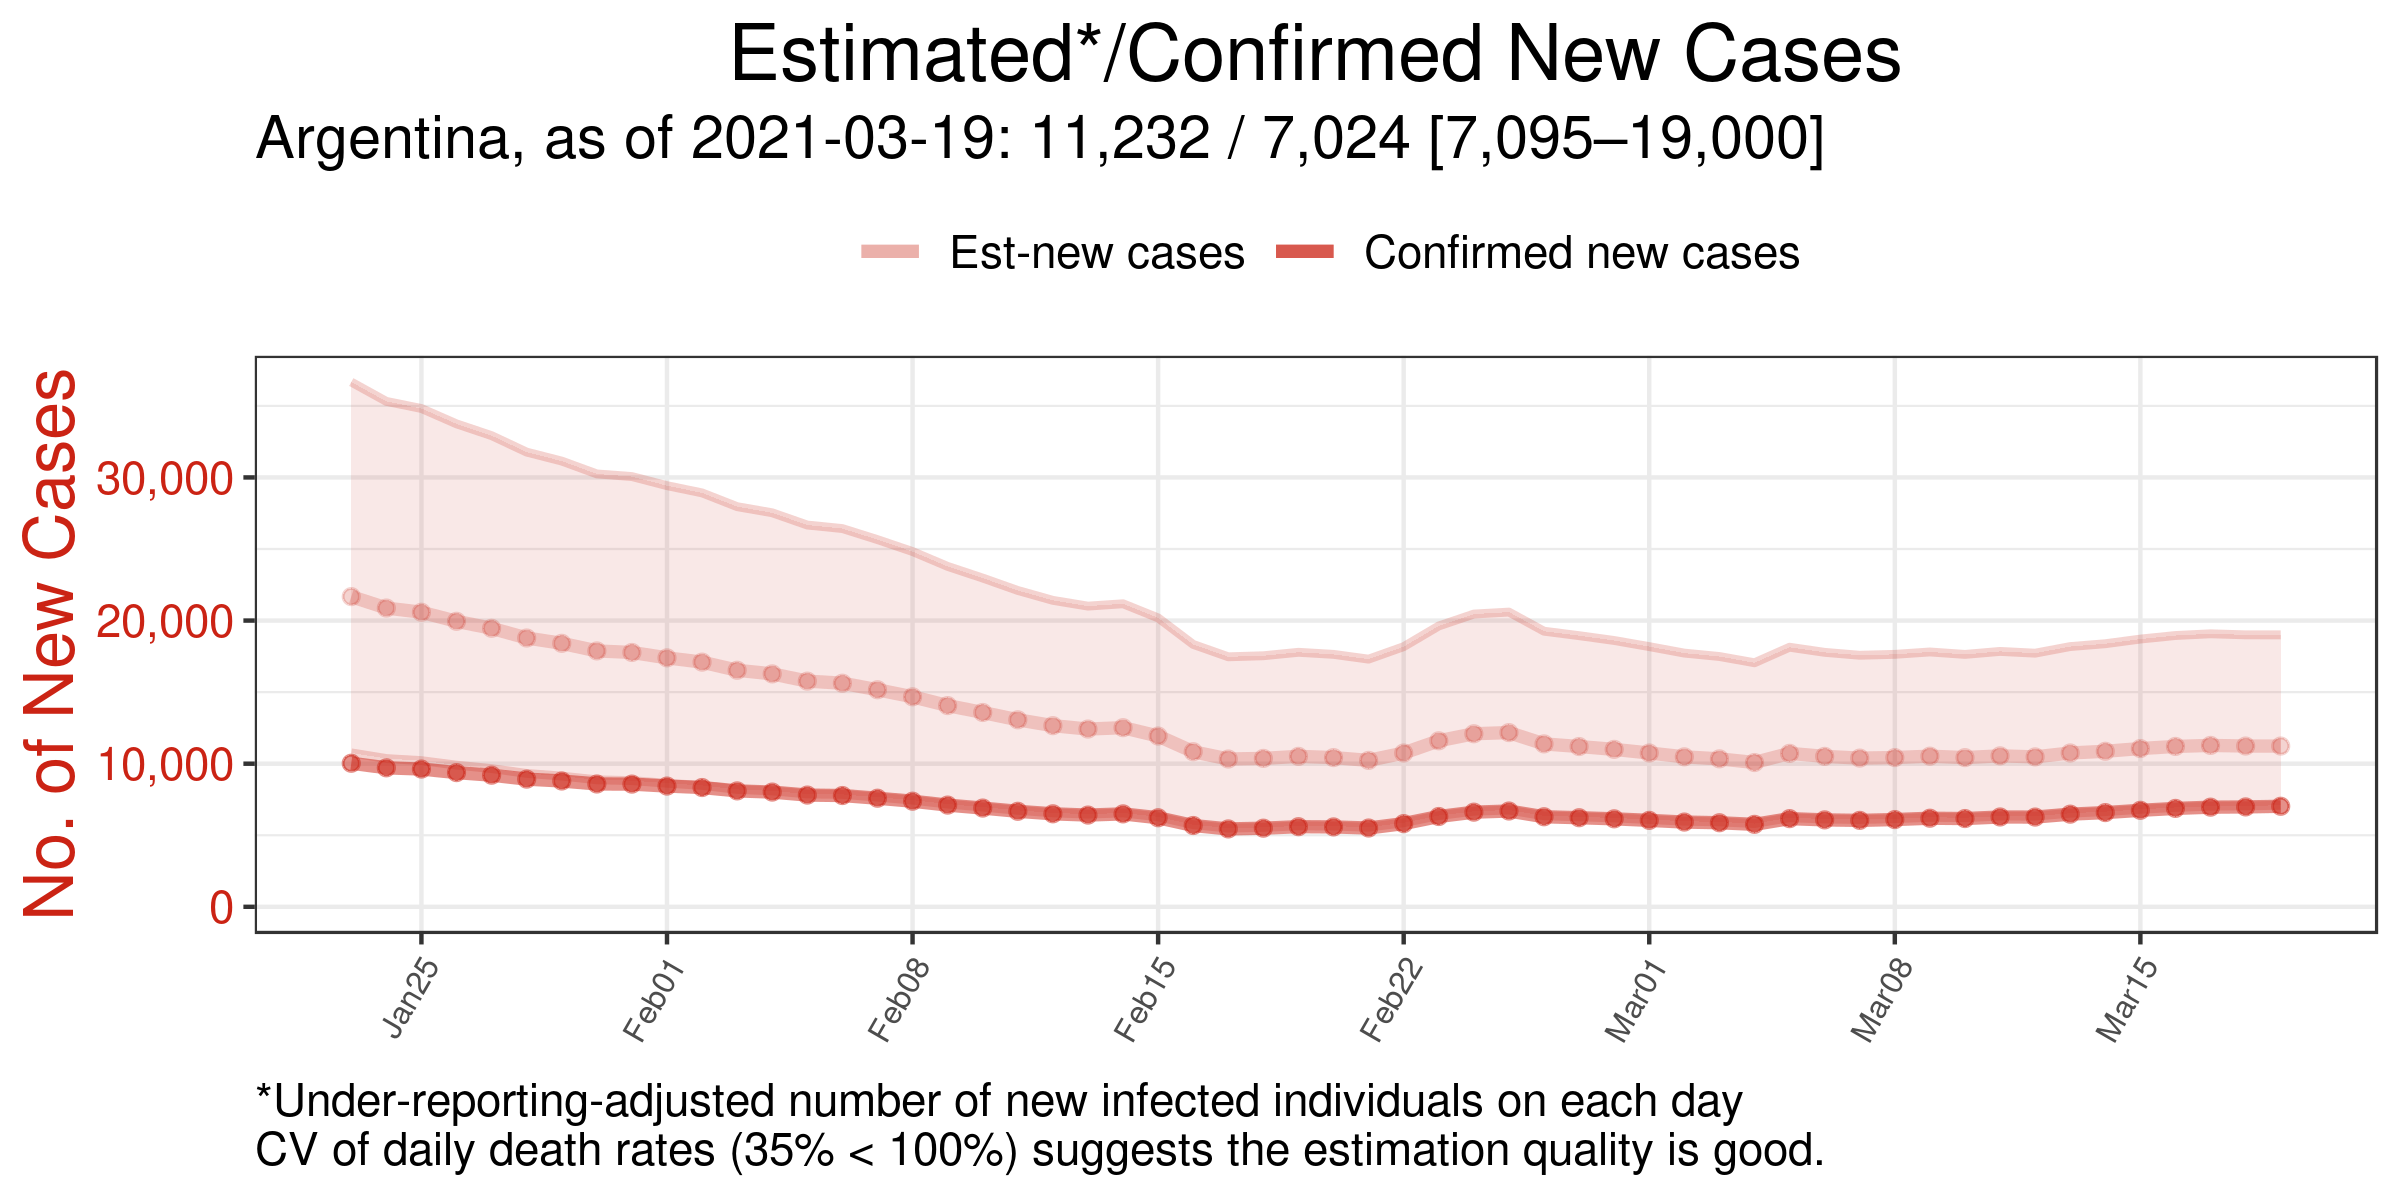 Estimated*/Confirmed New Cases
Argentina, as of 2021-03-19: 11,232 / 7,024 [7,095–19,000]
Est-new cases
Confirmed new cases
No. of New Cases
30,000
20,000
10,000
0
Jan25
Feb01
Feb08
Feb15
Feb22
Mar01
Mar08
Mar15
*Under-reporting-adjusted number of new infected individuals on each day
CV of daily death rates (35% < 100%) suggests the estimation quality is good.